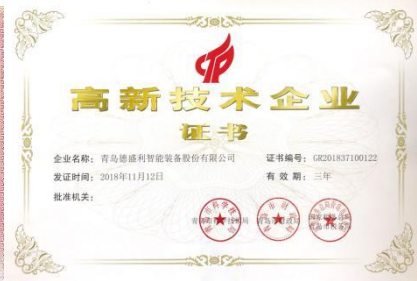 高新技术企业
证书
企业名称：青岛德盛利智能装备股份有限公司
证书编号：GR201837100122
发证时间：2018年11月12日
有 效 期：三年
批准机关：